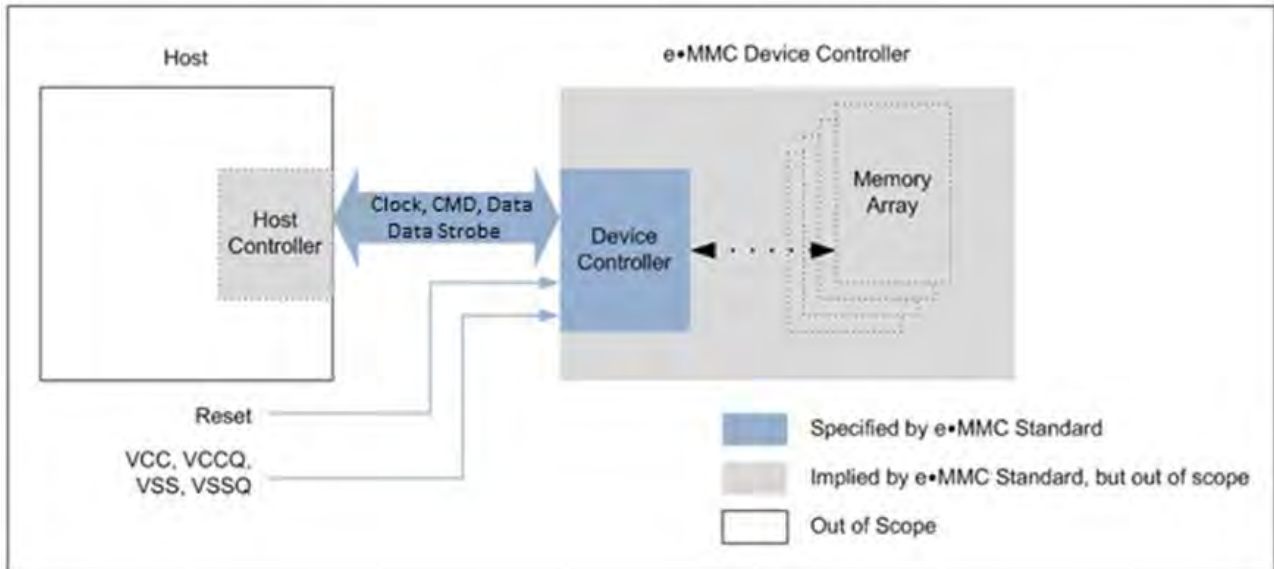 Host
e•MMC Device Controller
Host
Controller
Clock, CMD, Data
Data Strobe
Device
Controller
Memory
Array
Reset
VCC, VCCQ,
VSS, VSSQ
Specified by e•MMC Standard
Implied by e•MMC Standard, but out of scope
Out of Scope